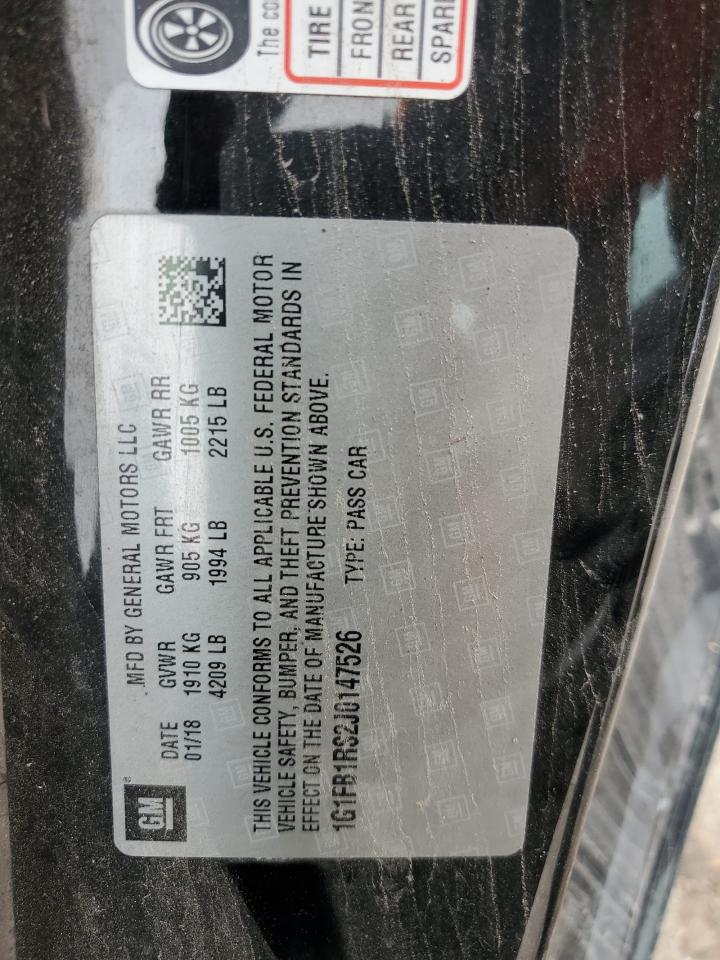 MFD BY GENERAL MOTORS LLC
DATE GVWR GAWR FRT GAWR RR
01/18 1910 KG 905 KG 1005 KG
4209 LB 1994 LB 2215 LB
GM®
THIS VEHICLE CONFORMS TO ALL APPLICABLE U.S. FEDERAL MOTOR
VEHICLE SAFETY, BUMPER, AND THEFT PREVENTION STANDARDS IN
EFFECT ON THE DATE OF MANUFACTURE SHOWN ABOVE.
1G1FB1RS2J0147526 TYPE: PASS CAR
The co
TIRE
FRON
REAR
SPAR